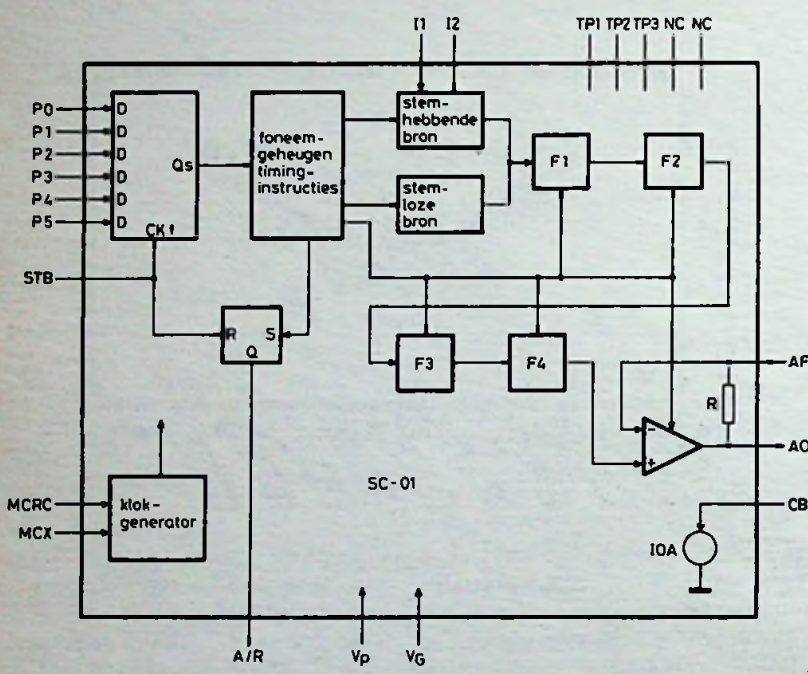 I1 I2
TP1 TP2 TP3 NC NC
P0
P1
P2
P3
P4
P5
D
D
D
D
D
D
Qs
CK↑
foneem-
geheugen
timing-
instructies
stem-
hebbende
bron
stem-
loze
bron
F1
F2
STB
R
S
Q
F3
F4
AF
R
-
+
AO
SC-01
MCRC
MCX
klok-
generator
CB
IOA
A/R
Vp
VG